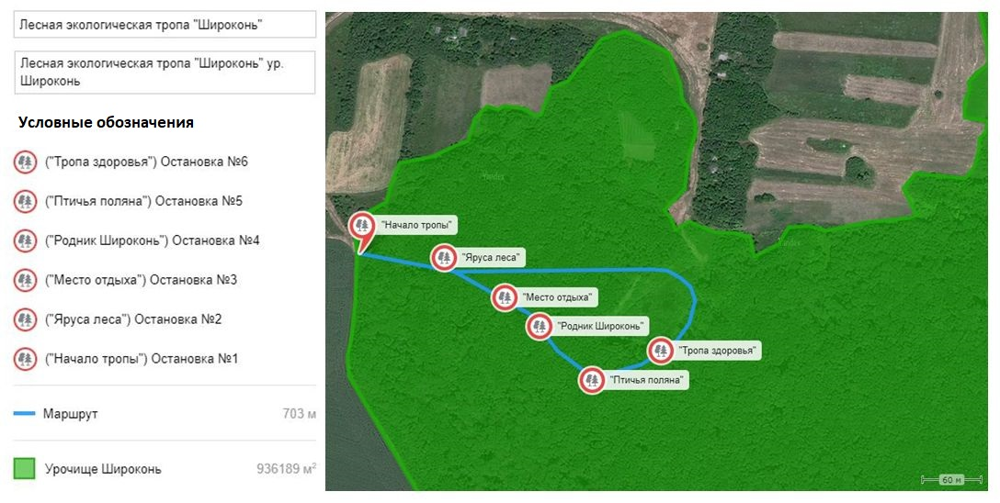 Лесная экологическая тропа "Широконь"
Лесная экологическая тропа "Широконь" ур.
Широконь
Условные обозначения
("Тропа здоровья") Остановка №6
("Птичья поляна") Остановка №5
("Родник Широконь") Остановка №4
("Место отдыха") Остановка №3
("Яруса леса") Остановка №2
("Начало тропы") Остановка №1
Маршрут 703 м
Урочище Широконь 936189 м²
Yandex
"Начало тропы"
Yandex
"Яруса леса"
"Место отдыха"
"Родник Широконь"
"Тропа здоровья"
"Птичья поляна"
60 м